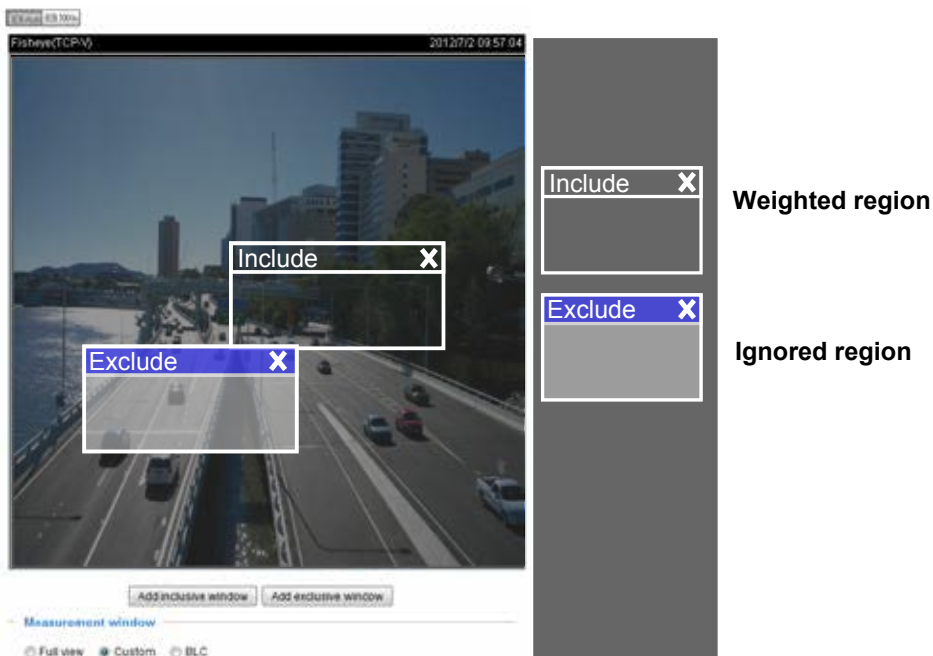 Fisheye(TCP-V)
2012/7/2 09:57:04
Include
Exclude
Include
Weighted region
Exclude
Ignored region
Add inclusive window
Add exclusive window
Measurement window
Full view
Custom
BLC